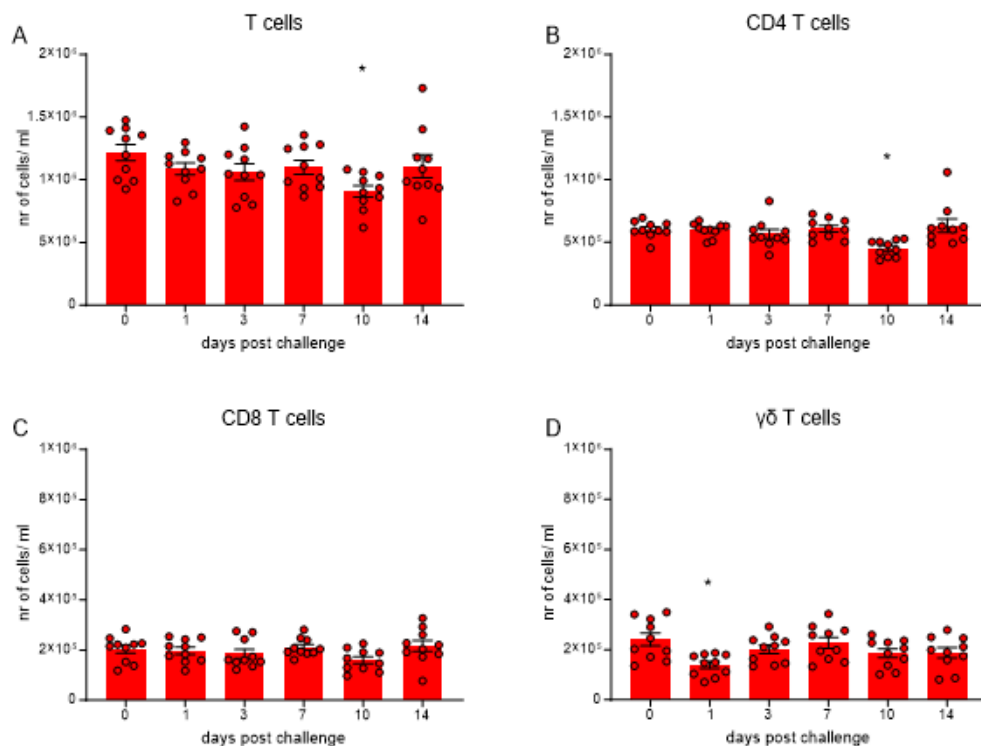 A
T cells
2×10⁶
1.5×10⁶
1×10⁶
5×10⁵
0
nr of cells/ ml
*
0 1 3 7 10 14
days post challenge
B
CD4 T cells
2×10⁶
1.5×10⁶
1×10⁶
5×10⁵
0
nr of cells/ ml
*
0 1 3 7 10 14
days post challenge
C
CD8 T cells
1×10⁶
8×10⁵
6×10⁵
4×10⁵
2×10⁵
0
nr of cells/ ml
0 1 3 7 10 14
days post challenge
D
γδ T cells
1×10⁶
8×10⁵
6×10⁵
4×10⁵
2×10⁵
0
nr of cells/ ml
*
0 1 3 7 10 14
days post challenge